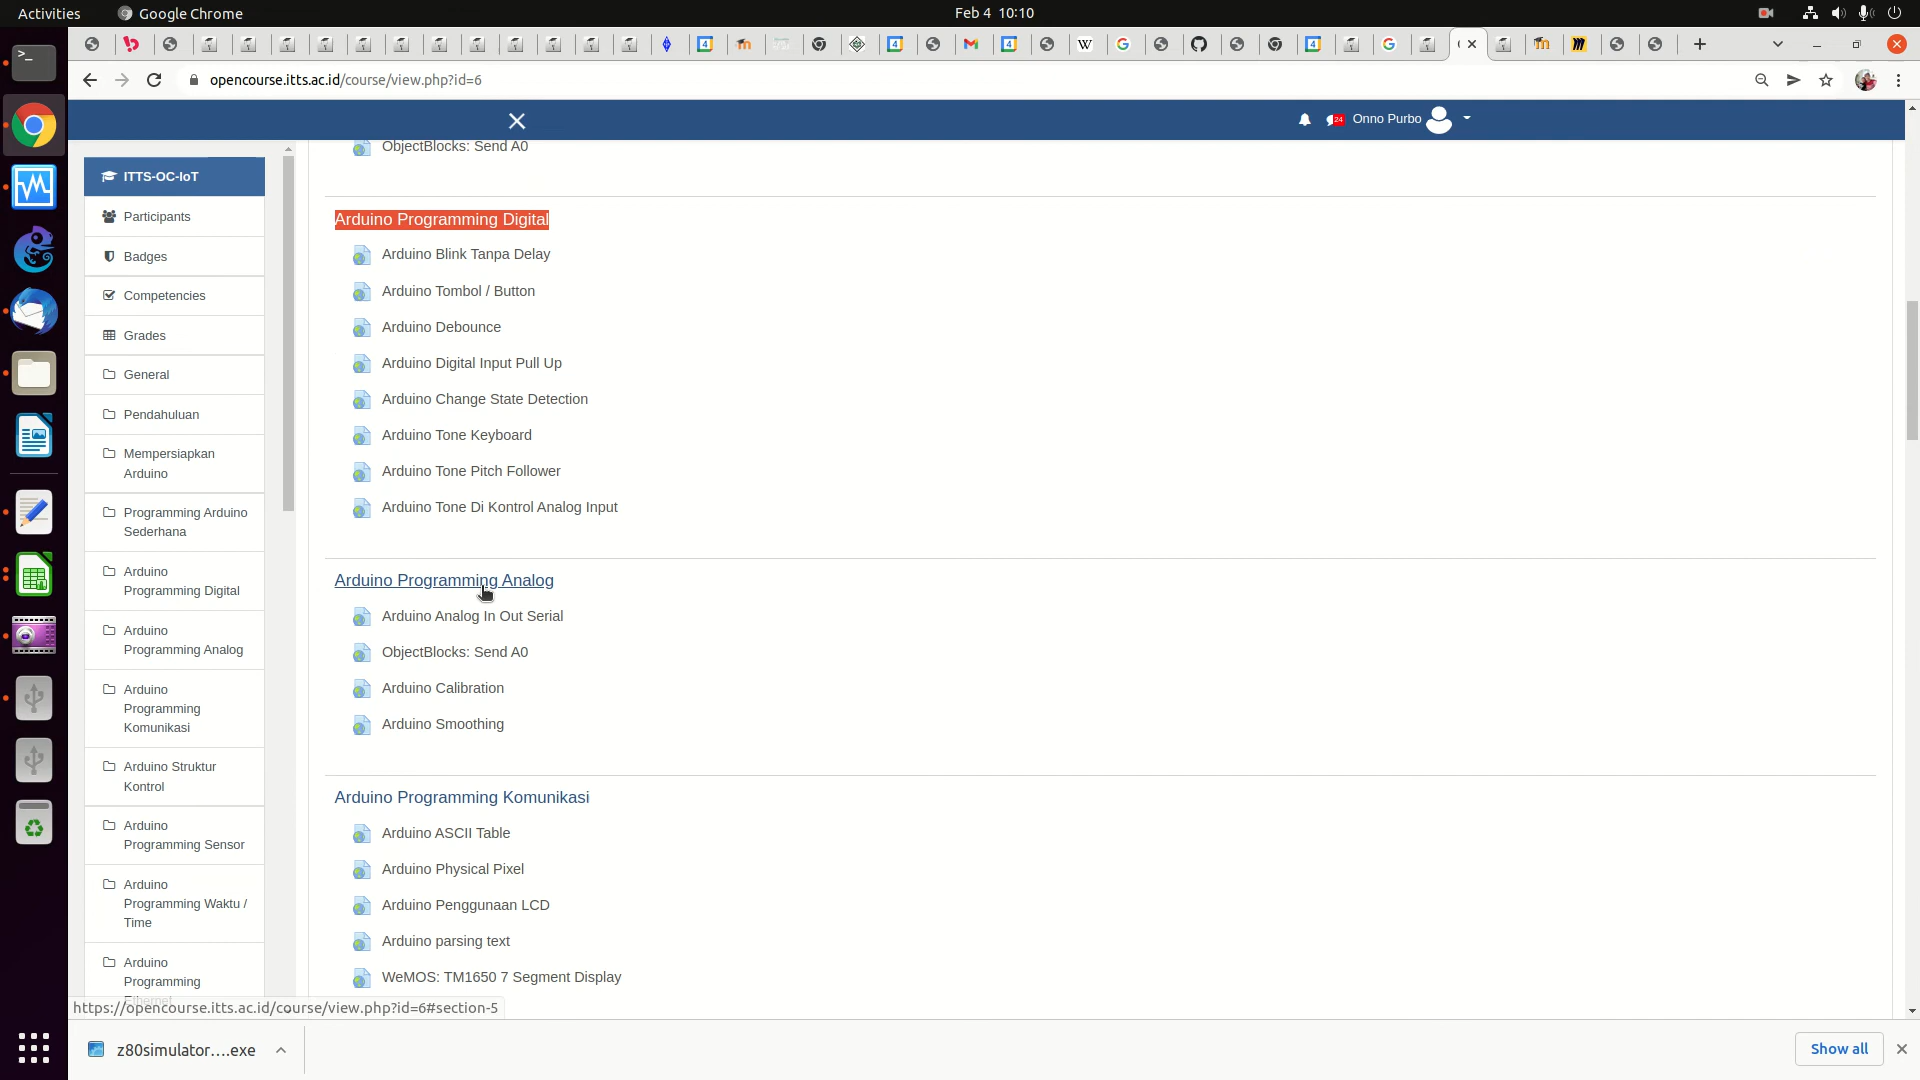 Activities
Google Chrome
Feb 4 10:10
opencourse.itts.ac.id/course/view.php?id=6
24
Onno Purbo
ITTS-OC-IoT
Participants
Badges
Competencies
Grades
General
Pendahuluan
Mempersiapkan
Arduino
Programming Arduino
Sederhana
Arduino
Programming Digital
Arduino
Programming Analog
Arduino
Programming
Komunikasi
Arduino Struktur
Kontrol
Arduino
Programming Sensor
Arduino
Programming Waktu /
Time
Arduino
Programming
Ethernet
ObjectBlocks: Send A0
Arduino Programming Digital
Arduino Blink Tanpa Delay
Arduino Tombol / Button
Arduino Debounce
Arduino Digital Input Pull Up
Arduino Change State Detection
Arduino Tone Keyboard
Arduino Tone Pitch Follower
Arduino Tone Di Kontrol Analog Input
Arduino Programming Analog
Arduino Analog In Out Serial
ObjectBlocks: Send A0
Arduino Calibration
Arduino Smoothing
Arduino Programming Komunikasi
Arduino ASCII Table
Arduino Physical Pixel
Arduino Penggunaan LCD
Arduino parsing text
WeMOS: TM1650 7 Segment Display
https://opencourse.itts.ac.id/course/view.php?id=6#section-5
z80simulator....exe
Show all